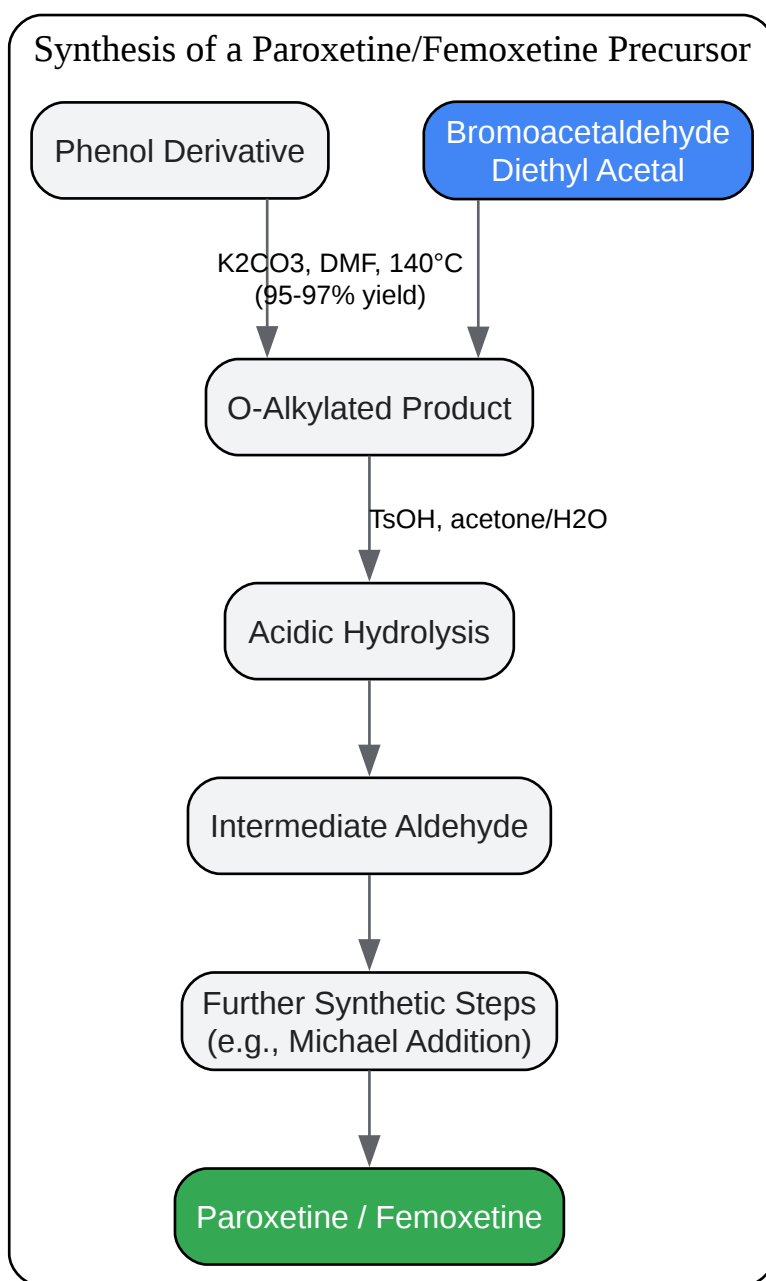 Synthesis of a Paroxetine/Femoxetine Precursor
Phenol Derivative
Bromoacetaldehyde
Diethyl Acetal
K2CO3, DMF, 140°C
(95-97% yield)
O-Alkylated Product
TsOH, acetone/H2O
Acidic Hydrolysis
Intermediate Aldehyde
Further Synthetic Steps
(e.g., Michael Addition)
Paroxetine / Femoxetine